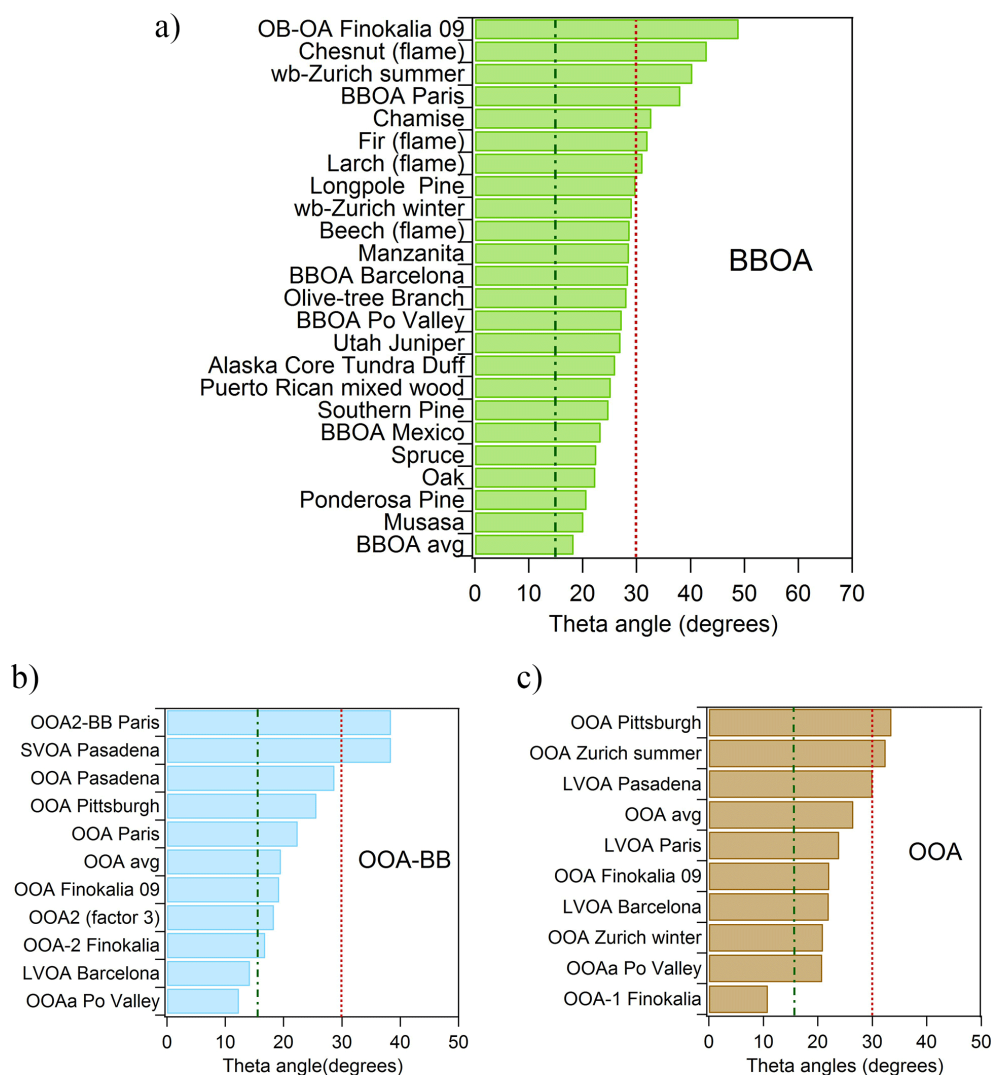 a)
OB-OA Finokalia 09
Chesnut (flame)
wb-Zurich summer
BBOA Paris
Chamise
Fir (flame)
Larch (flame)
Longpole  Pine
wb-Zurich winter
Beech (flame)
Manzanita
BBOA Barcelona
Olive-tree Branch
BBOA Po Valley
Utah Juniper
Alaska Core Tundra Duff
Puerto Rican mixed wood
Southern Pine
BBOA Mexico
Spruce
Oak
Ponderosa Pine
Musasa
BBOA avg
BBOA
0 10 20 30 40 50 60 70
Theta angle (degrees)
b)
OOA2-BB Paris
SVOA Pasadena
OOA Pasadena
OOA Pittsburgh
OOA Paris
OOA avg
OOA Finokalia 09
OOA2 (factor 3)
OOA-2 Finokalia
LVOA Barcelona
OOAa Po Valley
OOA-BB
0 10 20 30 40 50
Theta angle(degrees)
c)
OOA Pittsburgh
OOA Zurich summer
LVOA Pasadena
OOA avg
LVOA Paris
OOA Finokalia 09
LVOA Barcelona
OOA Zurich winter
OOAa Po Valley
OOA-1 Finokalia
OOA
0 10 20 30 40 50
Theta angles (degrees)